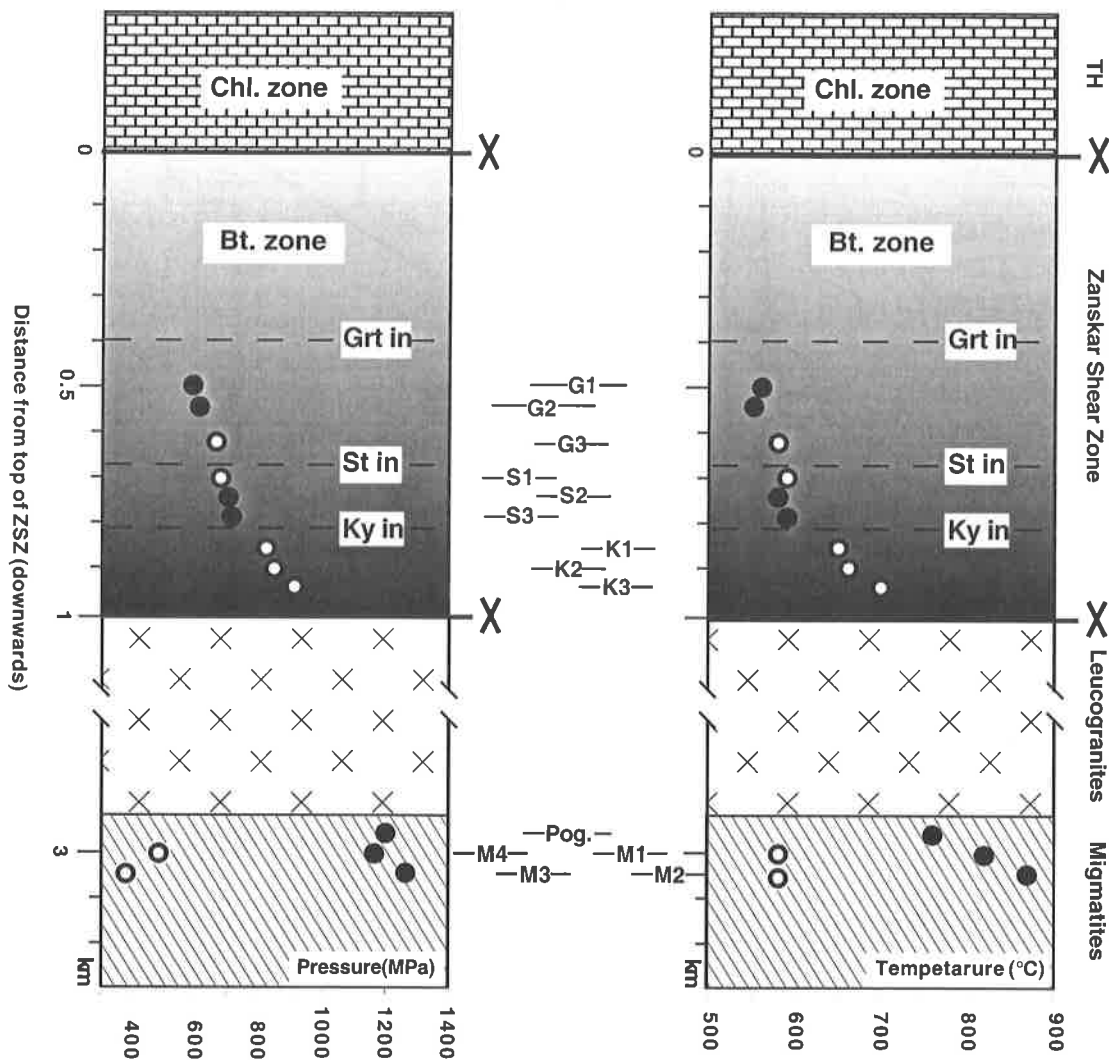 Chl. zone
Chl. zone
TH
0
0
Bt. zone
Bt. zone
Zanskar Shear Zone
Grt in
Grt in
Distance from top of ZSZ (downwards)
0.5
G1
G2
G3
St in
St in
S1
S2
S3
Ky in
Ky in
K1
K2
K3
1
Leucogranites
Pog.
3
M4
M1
M3
M2
Migmatites
Pressure(MPa)
Tempetarure (°C)
km
km
400
600
800
1000
1200
1400
500
600
700
800
900